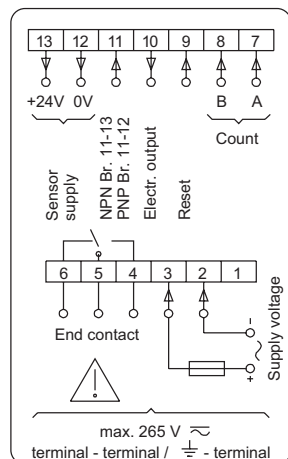 13 12 11 10 9 8 7
+24V 0V
B A
Count
Sensor
supply
NPN Br. 11-13
PNP Br. 11-12
Electr. output
Reset
6 5 4 3 2 1
End contact
- 
+
Supply voltage
max. 265 V
terminal - terminal / - terminal